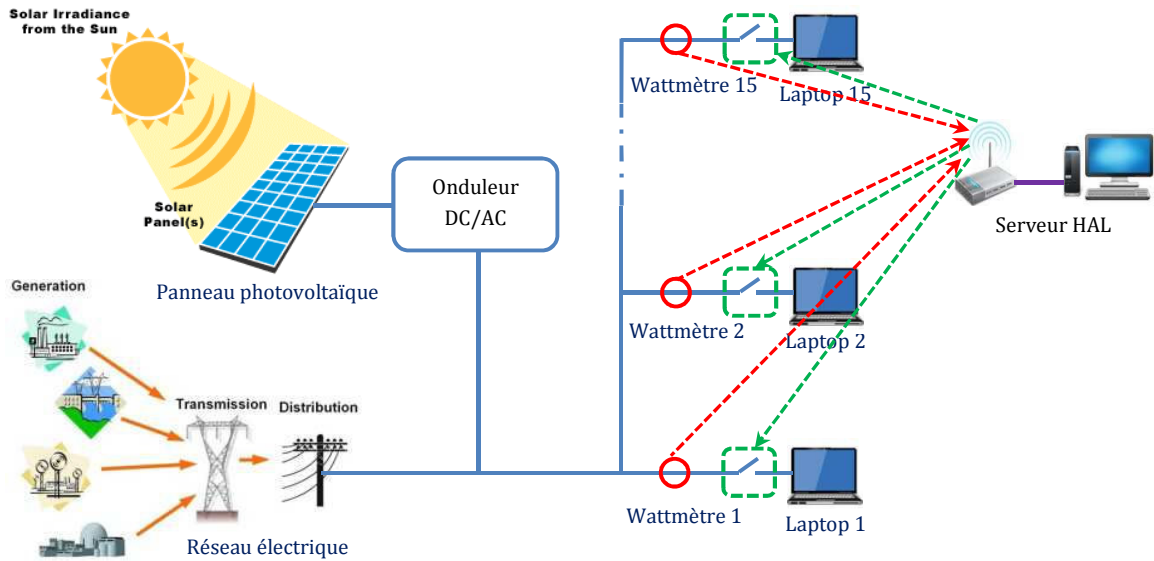 Solar Irradiance
from the Sun
Solar
Panel(s)
Panneau photovoltaïque
Onduleur
DC/AC
Generation
Transmission
Distribution
Réseau électrique
Wattmètre 15
Laptop 15
Wattmètre 2
Laptop 2
Wattmètre 1
Laptop 1
Serveur HAL